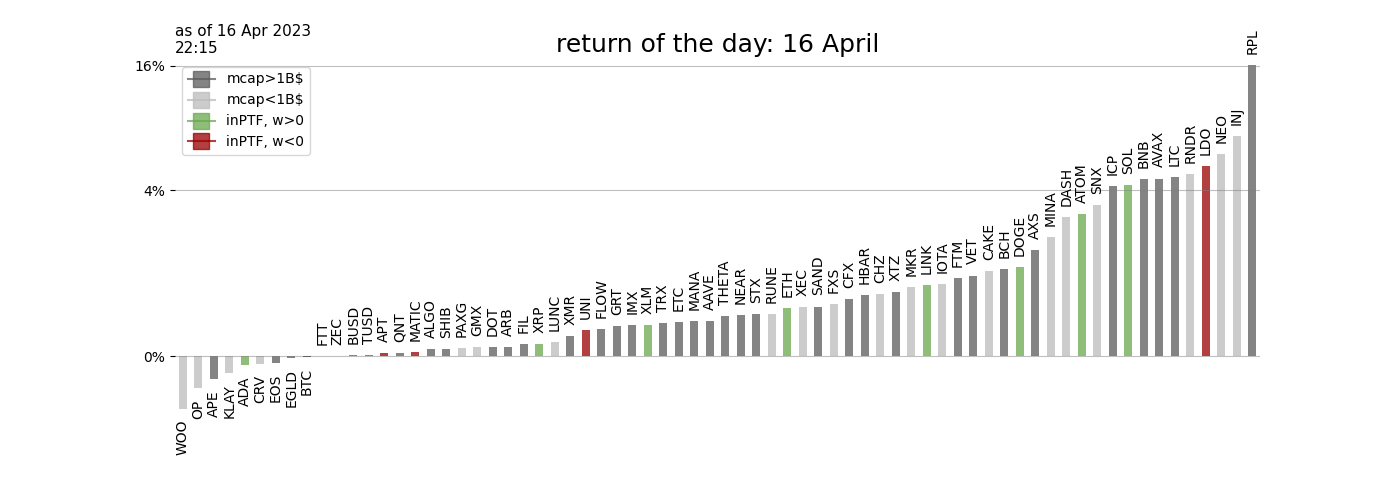 as of 16 Apr 2023
22:15
return of the day: 16 April
16%
4%
0%
mcap>1B$
mcap<1B$
inPTF, w>0
inPTF, w<0
WOO
OP
APE
KLAY
ADA
CRV
EOS
EGLD
BTC
FTT
ZEC
BUSD
TUSD
APT
QNT
MATIC
ALGO
SHIB
PAXG
GMX
DOT
ARB
FIL
XRP
LUNC
XMR
UNI
FLOW
GRT
IMX
XLM
TRX
ETC
MANA
AAVE
THETA
NEAR
STX
RUNE
ETH
XEC
SAND
FXS
CFX
HBAR
CHZ
XTZ
MKR
LINK
IOTA
FTM
VET
CAKE
BCH
DOGE
AXS
MINA
DASH
ATOM
SNX
ICP
SOL
BNB
AVAX
LTC
RNDR
LDO
NEO
INJ
RPL